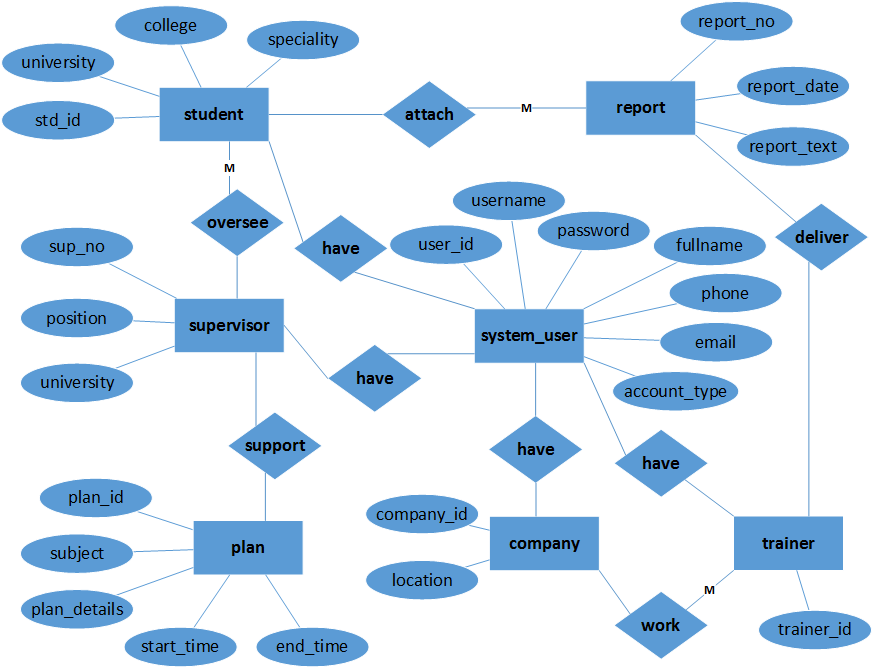 college
report_no
speciality
university
report_date
student
attach
M
report
std_id
report_text
M
username
oversee
password
deliver
sup_no
have
user_id
fullname
phone
position
supervisor
system_user
email
university
have
account_type
support
have
have
plan_id
company_id
subject
plan
company
trainer
location
M
plan_details
work
trainer_id
start_time
end_time